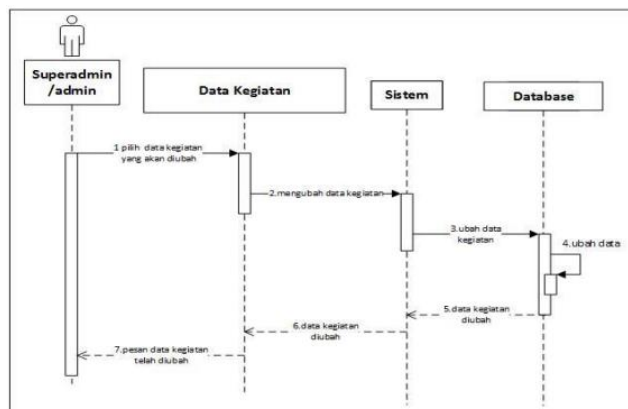 Superadmin
/admin
Data Kegiatan
Sistem
Database
1 pilih data kegiatan
yang akan diubah
2.mengubah data kegiatan
3.ubah data
kegiatan
4.ubah data
5.data kegiatan
diubah
6.data kegiatan
diubah
7.pesan data kegiatan
telah diubah